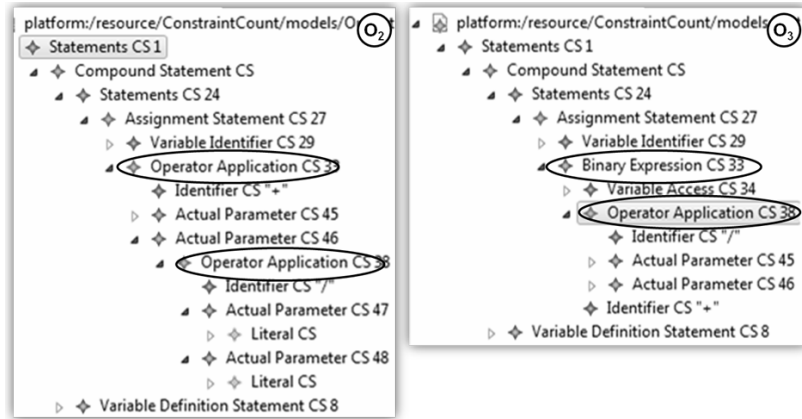 platform:/resource/ConstraintCount/models/O
O2
Statements CS 1
Compound Statement CS
Statements CS 24
Assignment Statement CS 27
Variable Identifier CS 29
Operator Application CS 33
Identifier CS "+"
Actual Parameter CS 45
Actual Parameter CS 46
Operator Application CS 38
Identifier CS "/"
Actual Parameter CS 47
Literal CS
Actual Parameter CS 48
Literal CS
Variable Definition Statement CS 8
platform:/resource/ConstraintCount/models
O3
Statements CS 1
Compound Statement CS
Statements CS 24
Assignment Statement CS 27
Variable Identifier CS 29
Binary Expression CS 33
Variable Access CS 34
Operator Application CS 38
Identifier CS "/"
Actual Parameter CS 45
Actual Parameter CS 46
Identifier CS "+"
Variable Definition Statement CS 8